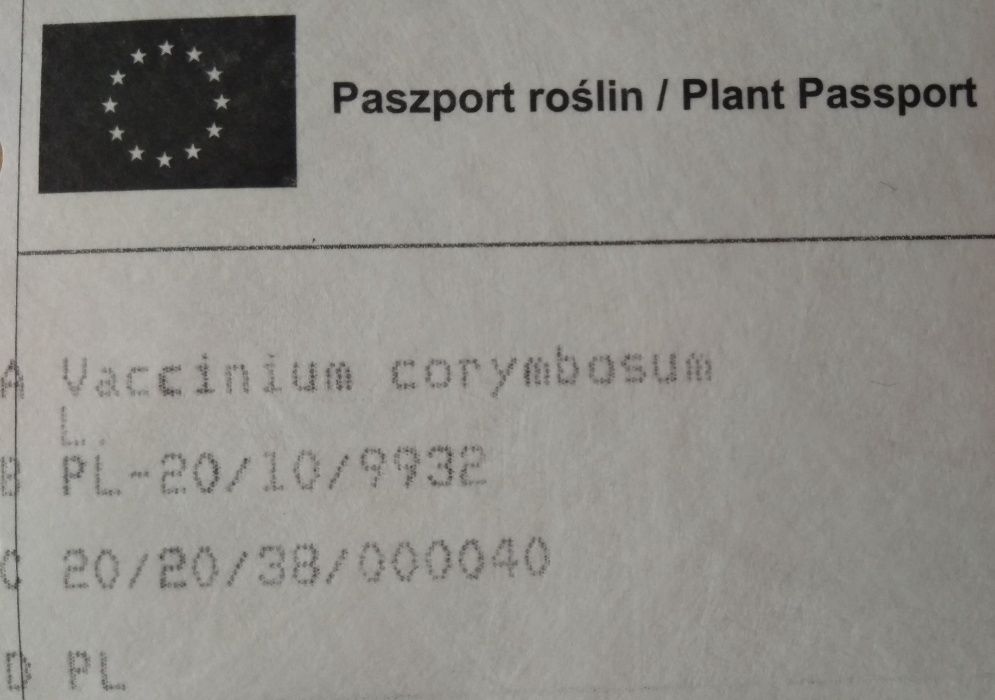 Paszport roślin / Plant Passport
A Vaccinium corymbosum
L.
B PL-20/10/9932
C 20/20/38/000040
D PL